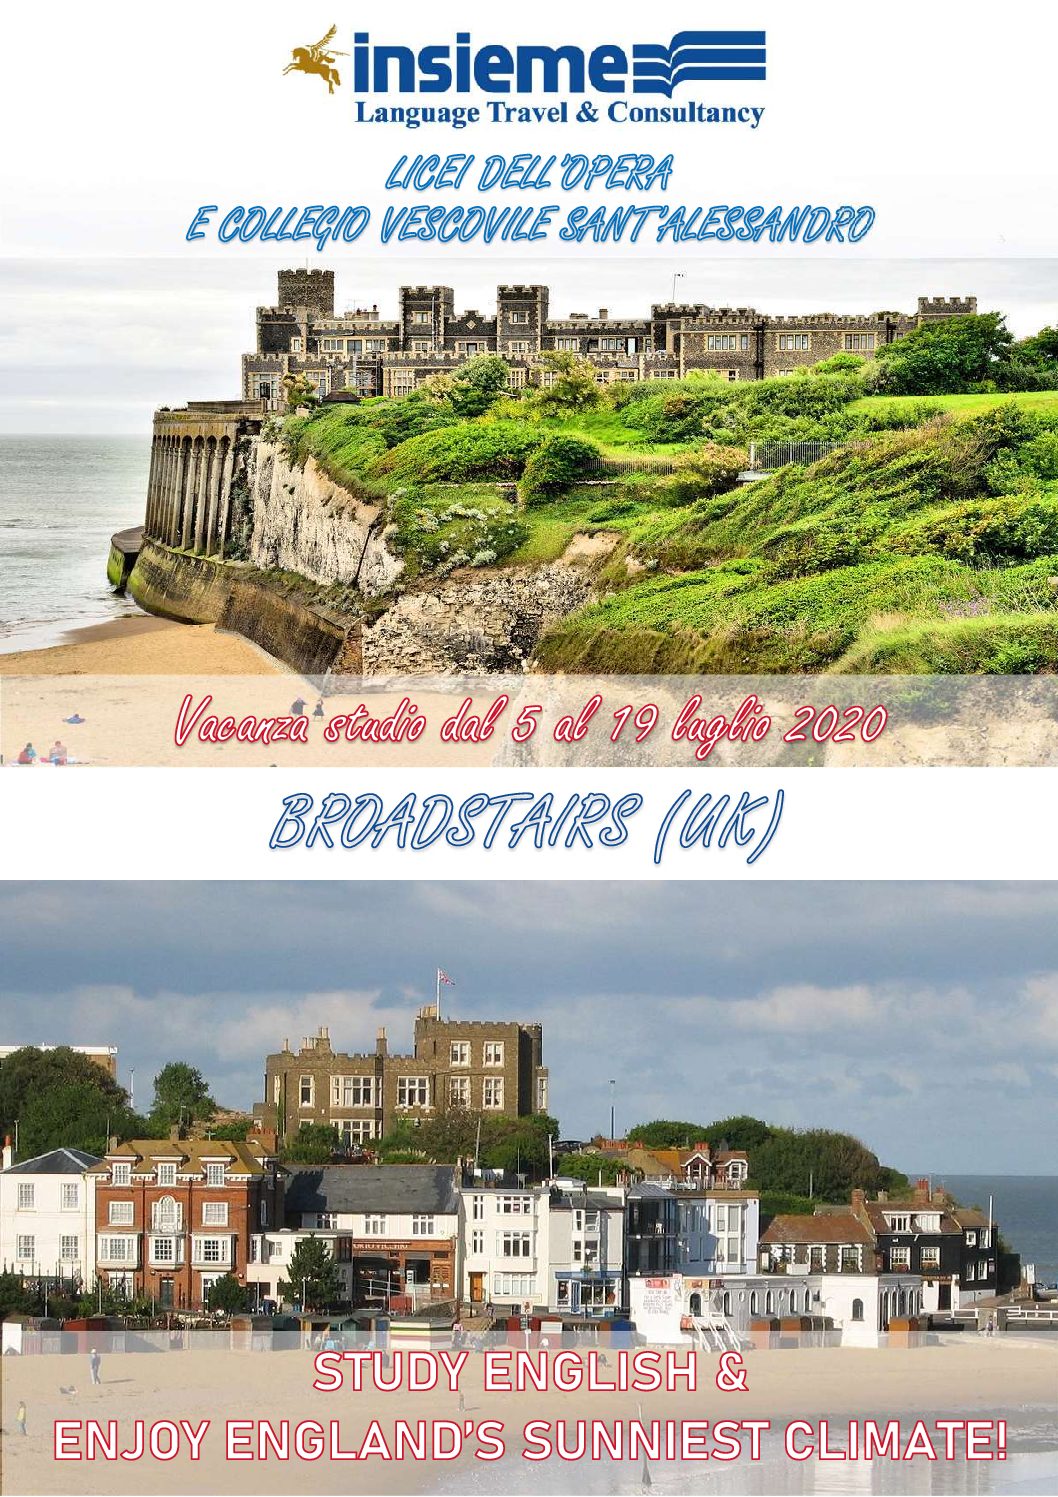 insieme
Language Travel & Consultancy
LICEI DELL'OPERA
E COLLEGIO VESCOVILE SANT'ALESSANDRO
Vacanza studio dal 5 al 19 luglio 2020
BROADSTAIRS (UK)
STUDY ENGLISH &
ENJOY ENGLAND'S SUNNIEST CLIMATE!